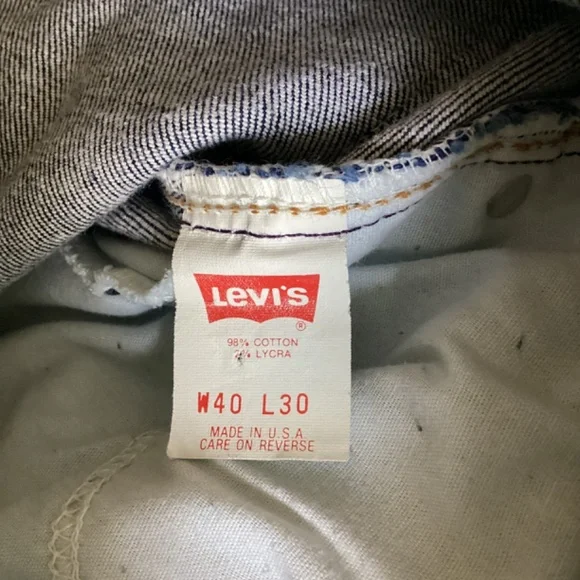 Levi's
®
98% COTTON
2% LYCRA
W40 L30
MADE IN U.S.A
CARE ON REVERSE